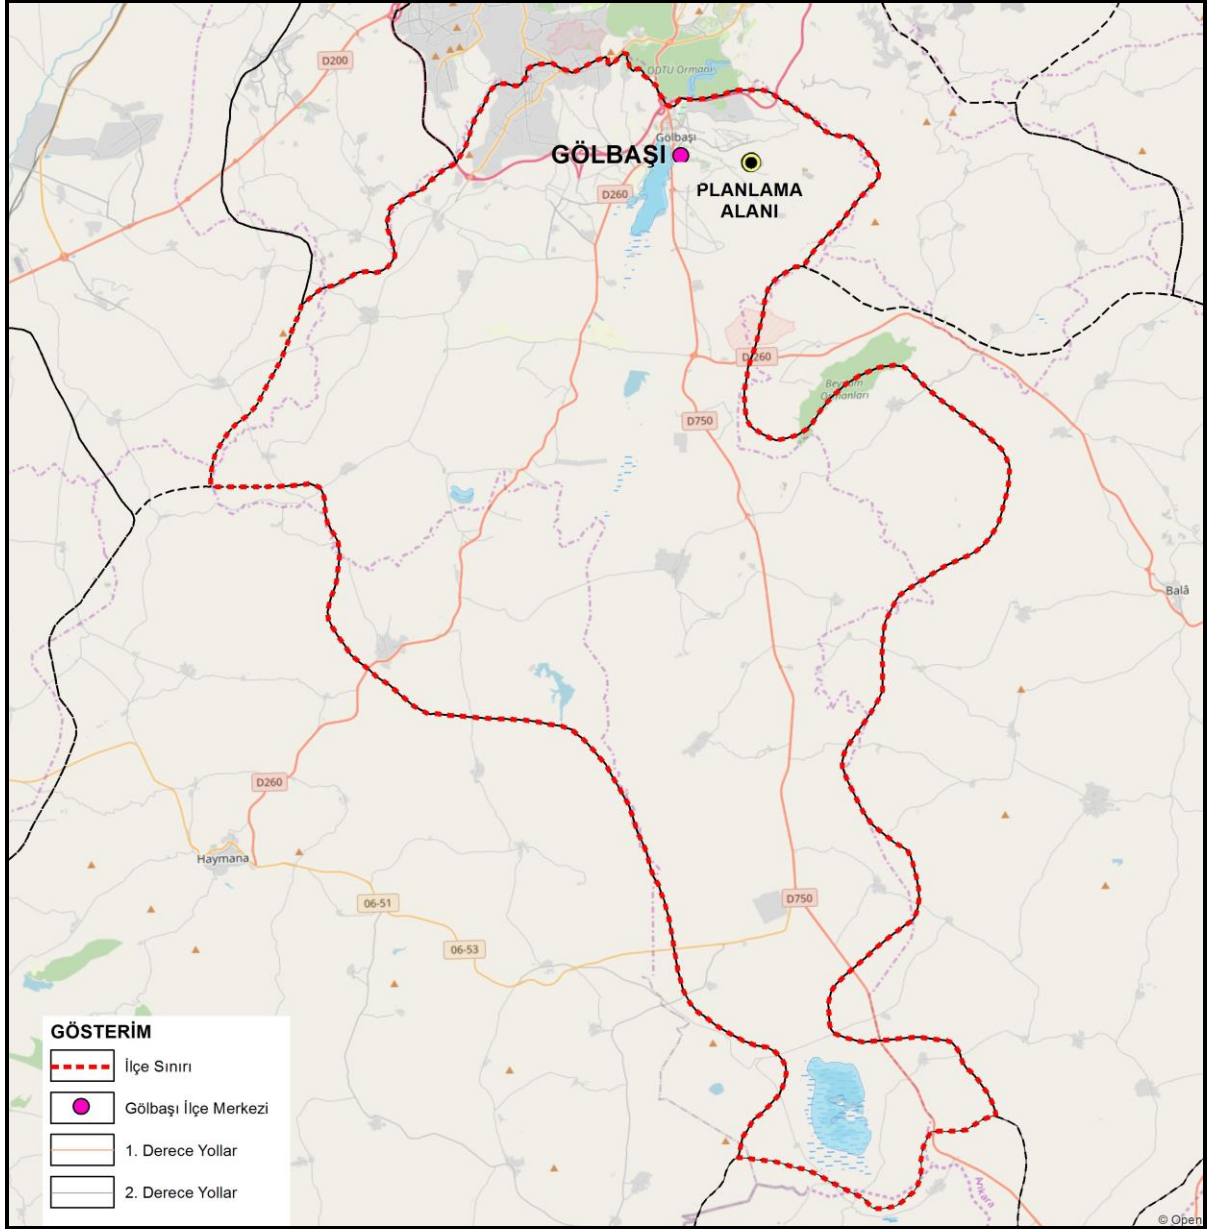 D200
ODTU Ormanı
Gölbaşı
GÖLBAŞI
PLANLAMA
ALANI
D260
D260
Beynam
Ormanları
D750
Balâ
D260
Haymana
06-51
D750
06-53
GÖSTERİM
İlçe Sınırı
Gölbaşı İlçe Merkezi
1. Derece Yollar
2. Derece Yollar
Ankara
© Open